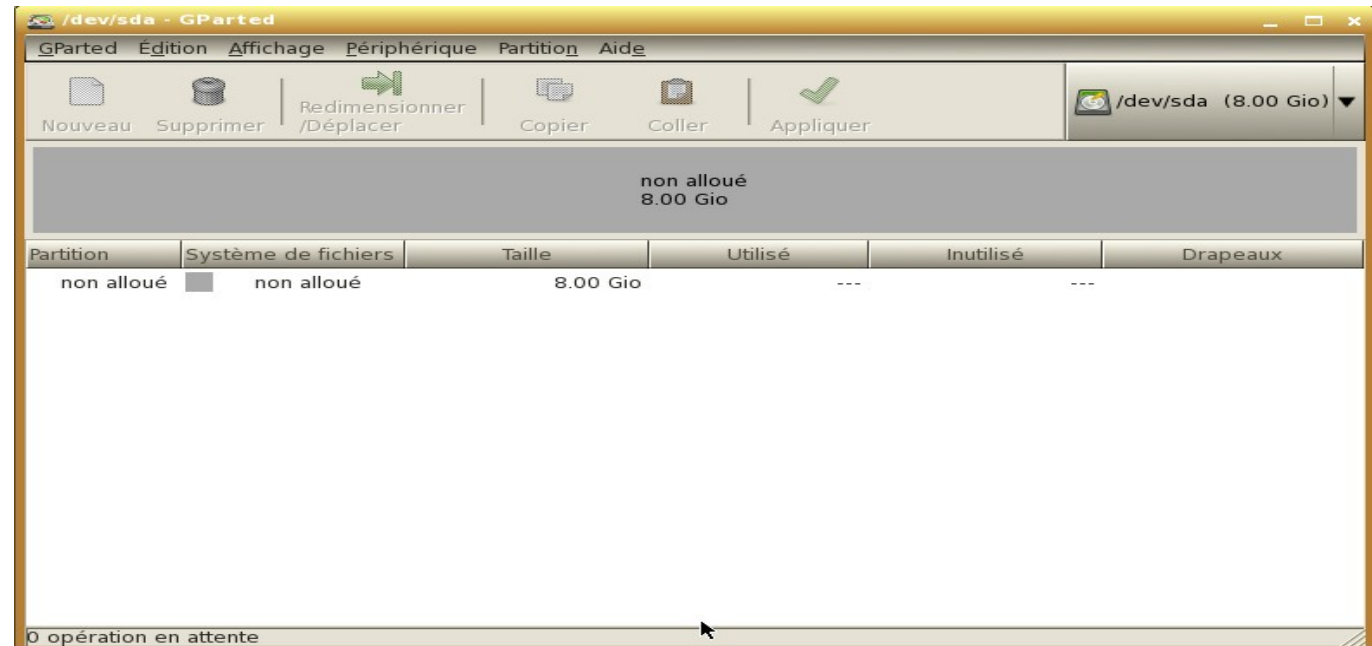 /dev/sda - GParted
GParted Édition Affichage Périphérique Partition Aide
Nouveau Supprimer Redimensionner
/Déplacer Copier Coller Appliquer
/dev/sda (8.00 Gio)
non alloué
8.00 Gio
Partition Système de fichiers Taille Utilisé Inutilisé Drapeaux
non alloué non alloué 8.00 Gio --- ---
0 opération en attente